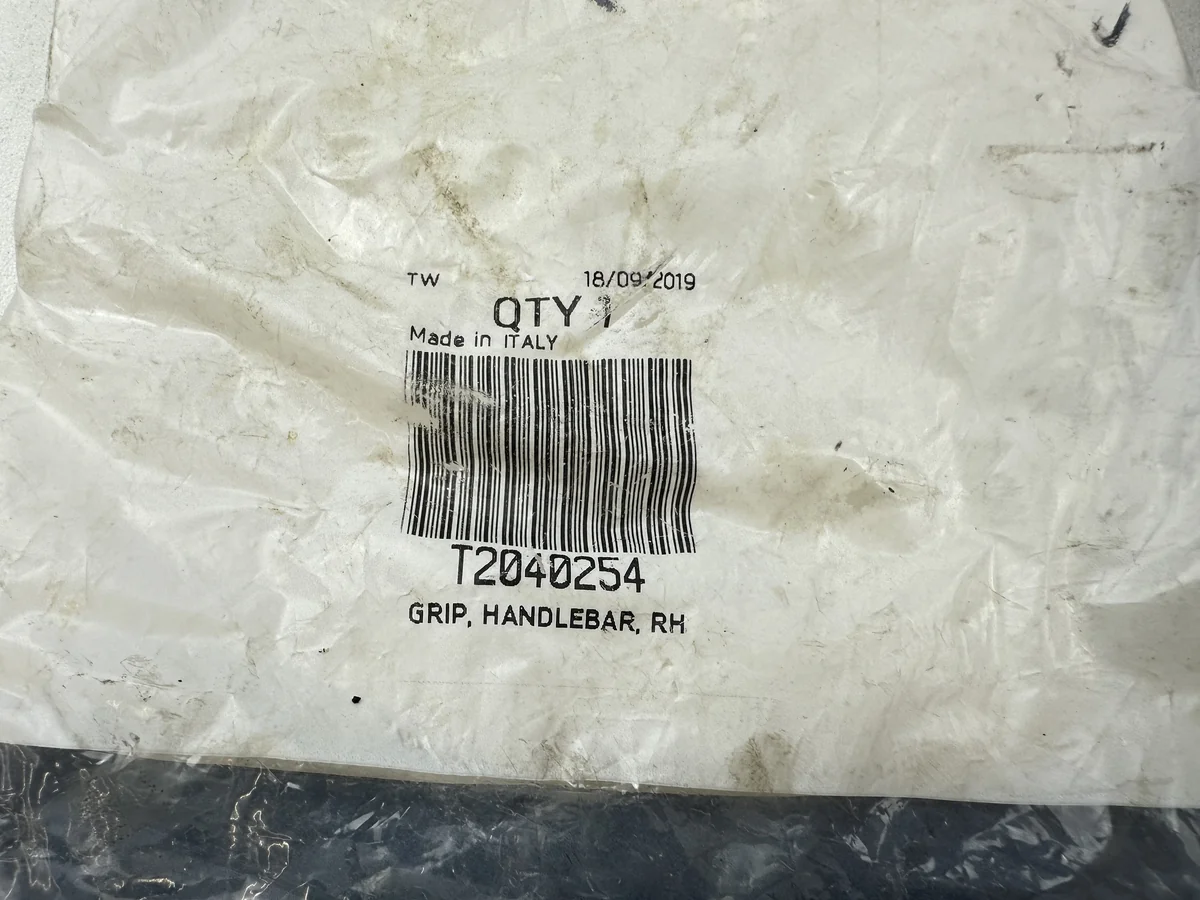 TW 18/09/2019
QTY 1
Made in ITALY
T2040254
GRIP, HANDLEBAR, RH